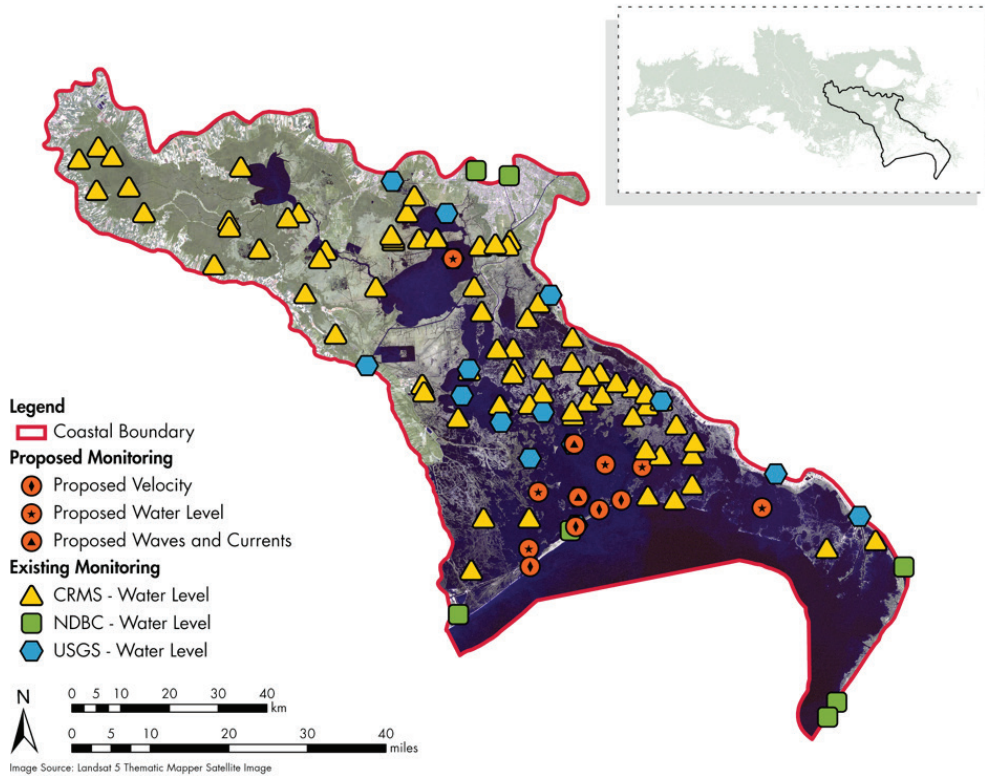 Legend
Coastal Boundary
Proposed Monitoring
Proposed Velocity
Proposed Water Level
Proposed Waves and Currents
Existing Monitoring
CRMS - Water Level
NDBC - Water Level
USGS - Water Level
N
0 5 10 20 30 40
km
0 5 10 20 30 40
miles
Image Source: Landsat 5 Thematic Mapper Satellite Image